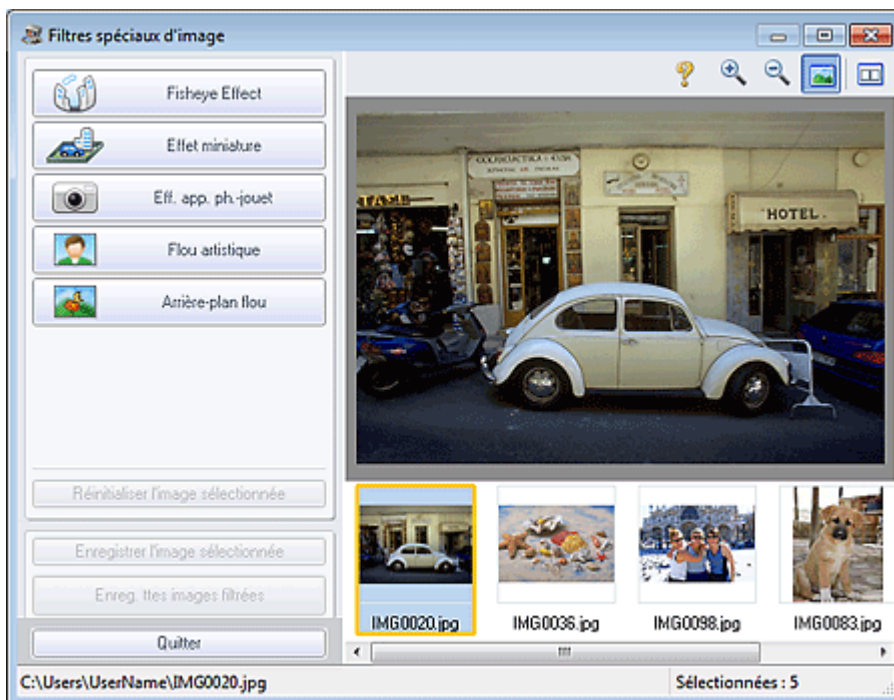 Filtres spéciaux d'image
Fisheye Effect
Effet miniature
Eff. app. ph.-jouet
Flou artistique
Arrière-plan flou
Réinitialiser l'image sélectionnée
Enregistrer l'image sélectionnée
Enreg. ttes images filtrées
Quitter
HOTEL
IMG0020.jpg
IMG0036.jpg
IMG0098.jpg
IMG0083.jpg
C:\Users\UserName\IMG0020.jpg
Sélectionnées : 5